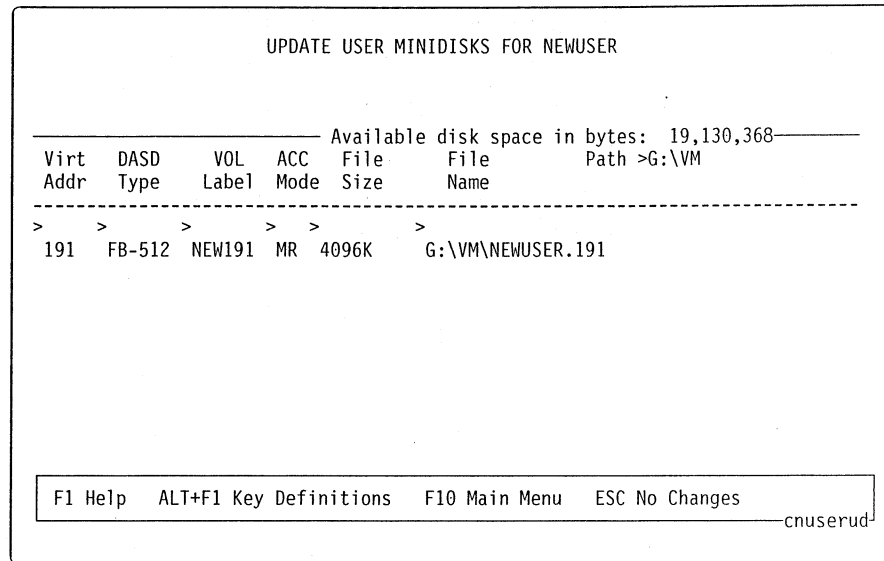 UPDATE USER MINIDISKS FOR NEWUSER
Available disk space in bytes: 19,130,368
Virt DASD VOL ACC File File Path >G:\VM
Addr Type Label Mode Size Name
> > > > > >
191 FB-512 NEW191 MR 4096K G:\VM\NEWUSER.191
F1 Help ALT+F1 Key Definitions F10 Main Menu ESC No Changes
cnuserud